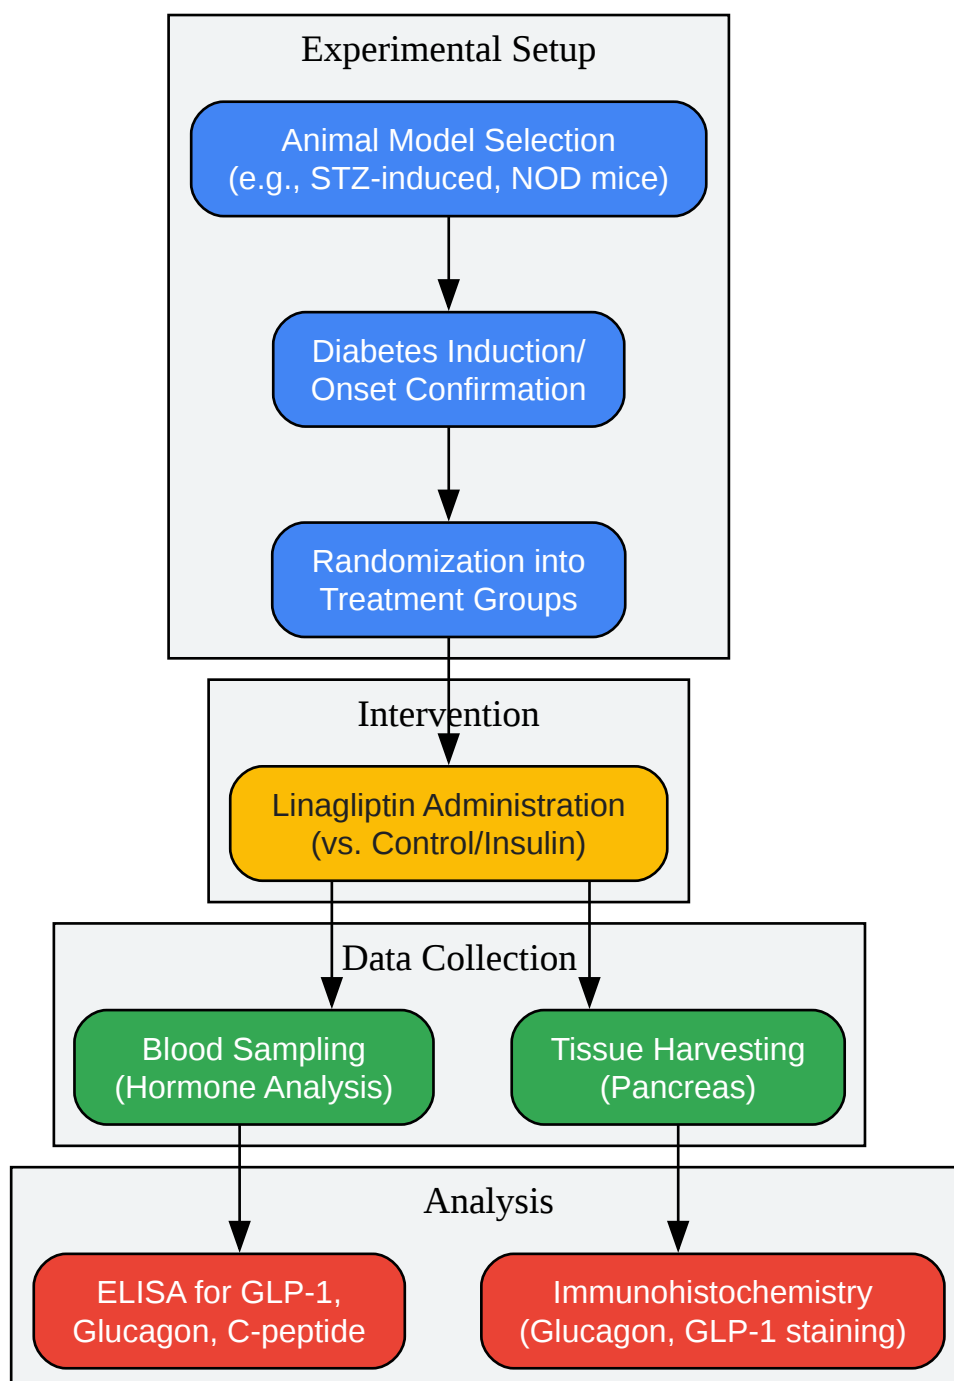 Experimental Setup
Animal Model Selection
(e.g., STZ-induced, NOD mice)
Diabetes Induction/
Onset Confirmation
Randomization into
Treatment Groups
Intervention
Linagliptin Administration
(vs. Control/Insulin)
Data Collection
Blood Sampling
(Hormone Analysis)
Tissue Harvesting
(Pancreas)
Analysis
ELISA for GLP-1,
Glucagon, C-peptide
Immunohistochemistry
(Glucagon, GLP-1 staining)